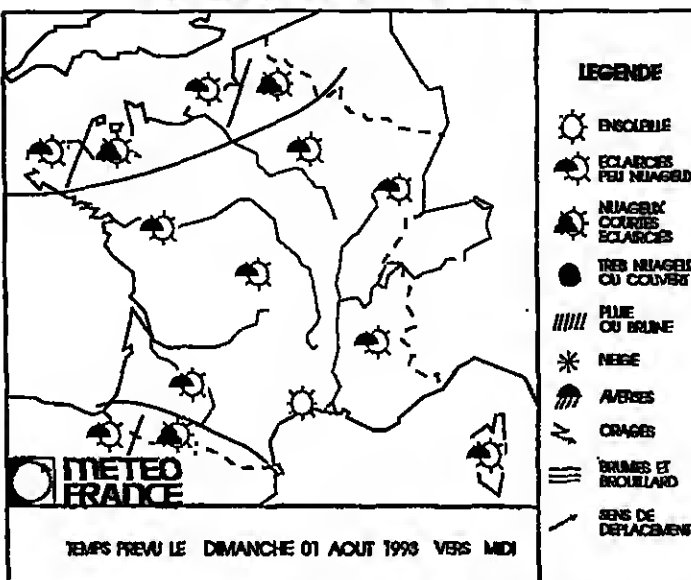 LEGENDE
ENSOLEILLE
ECLAIRCIES
PEU NUAGEUX
NUAGEUX
COURTES
ECLAIRCIES
TRES NUAGEUX
OU COUVERT
PLUIE
OU BRUINE
NEIGE
AVERSES
ORAGES
BRUMES ET
BROUILLARD
SENS DE
DEPLACEMENT
METEO
FRANCE
TEMPS PREVU LE DIMANCHE 01 AOUT 1993 VERS MIDI